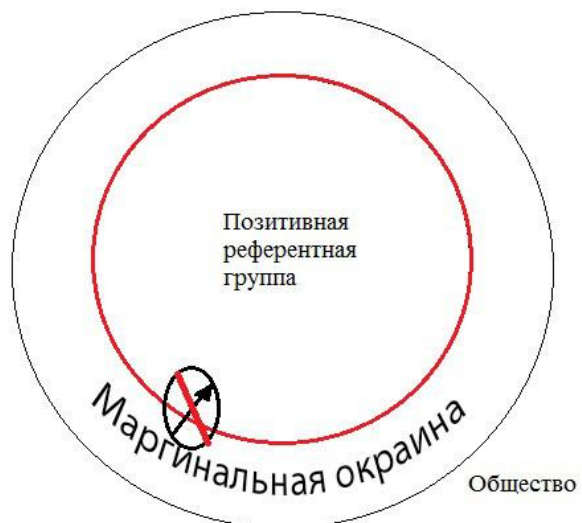 Позитивная
референтная
группа
Маргинальная окраина
Общество